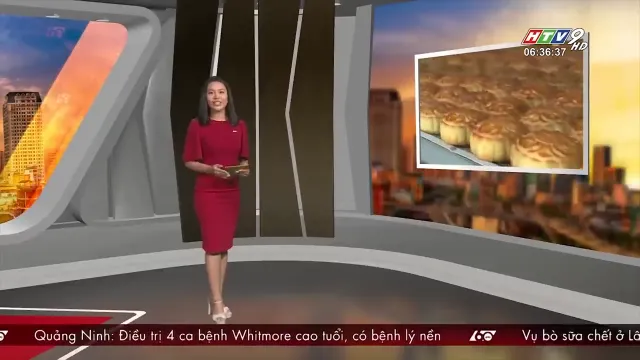 HTV9 HD
06:36:37
Quảng Ninh: Điều trị 4 ca bệnh Whitmore cao tuổi, có bệnh lý nền
Vụ bò sữa chết ở Lâ